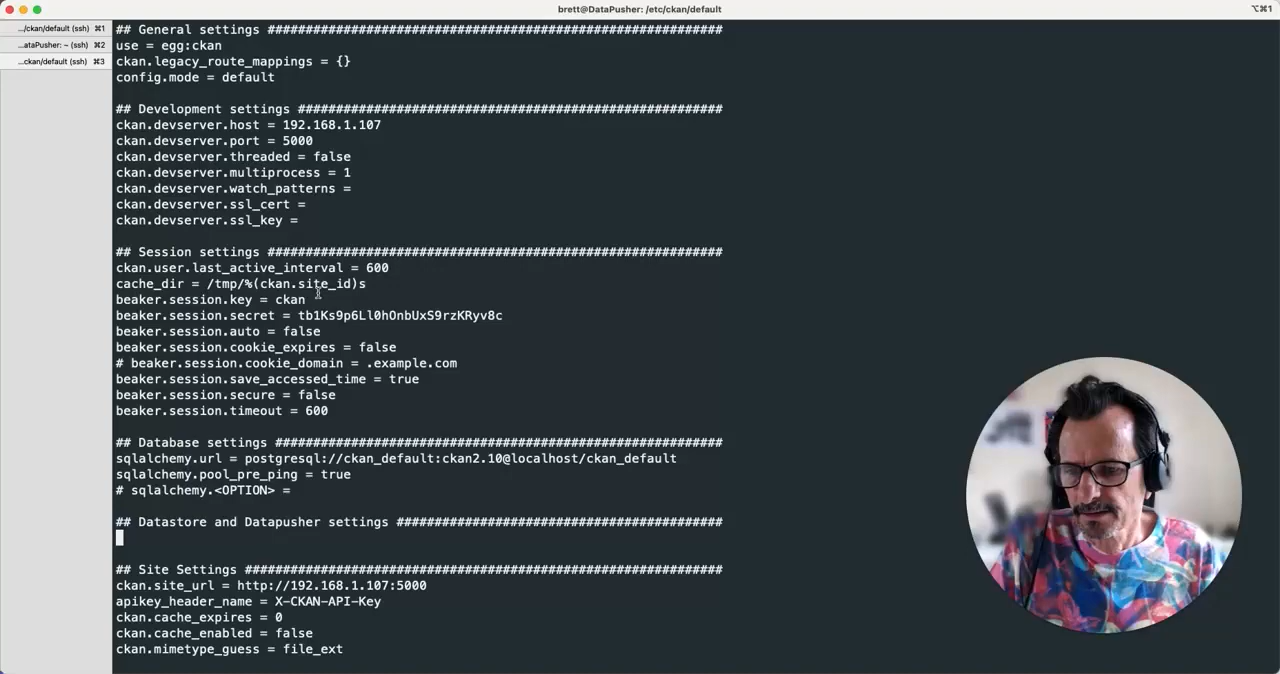 brett@DataPusher: /etc/ckan/default
⌥⌘1
.../ckan/default (ssh) ⌘1
...ataPusher: ~ (ssh) ⌘2
...ckan/default (ssh) ⌘3
## General settings ############################################################
use = egg:ckan
ckan.legacy_route_mappings = {}
config.mode = default
## Development settings #########################################################
ckan.devserver.host = 192.168.1.107
ckan.devserver.port = 5000
ckan.devserver.threaded = false
ckan.devserver.multiprocess = 1
ckan.devserver.watch_patterns =
ckan.devserver.ssl_cert =
ckan.devserver.ssl_key =
## Session settings ############################################################
ckan.user.last_active_interval = 600
cache_dir = /tmp/%(ckan.site_id)s
beaker.session.key = ckan
beaker.session.secret = tb1Ks9p6Ll0hOnbUxS9rzKRyv8c
beaker.session.auto = false
beaker.session.cookie_expires = false
# beaker.session.cookie_domain = .example.com
beaker.session.save_accessed_time = true
beaker.session.secure = false
beaker.session.timeout = 600
## Database settings ###########################################################
sqlalchemy.url = postgresql://ckan_default:ckan2.10@localhost/ckan_default
sqlalchemy.pool_pre_ping = true
# sqlalchemy.<OPTION> =
## Datastore and Datapusher settings ###########################################
## Site Settings ###############################################################
ckan.site_url = http://192.168.1.107:5000
apikey_header_name = X-CKAN-API-Key
ckan.cache_expires = 0
ckan.cache_enabled = false
ckan.mimetype_guess = file_ext